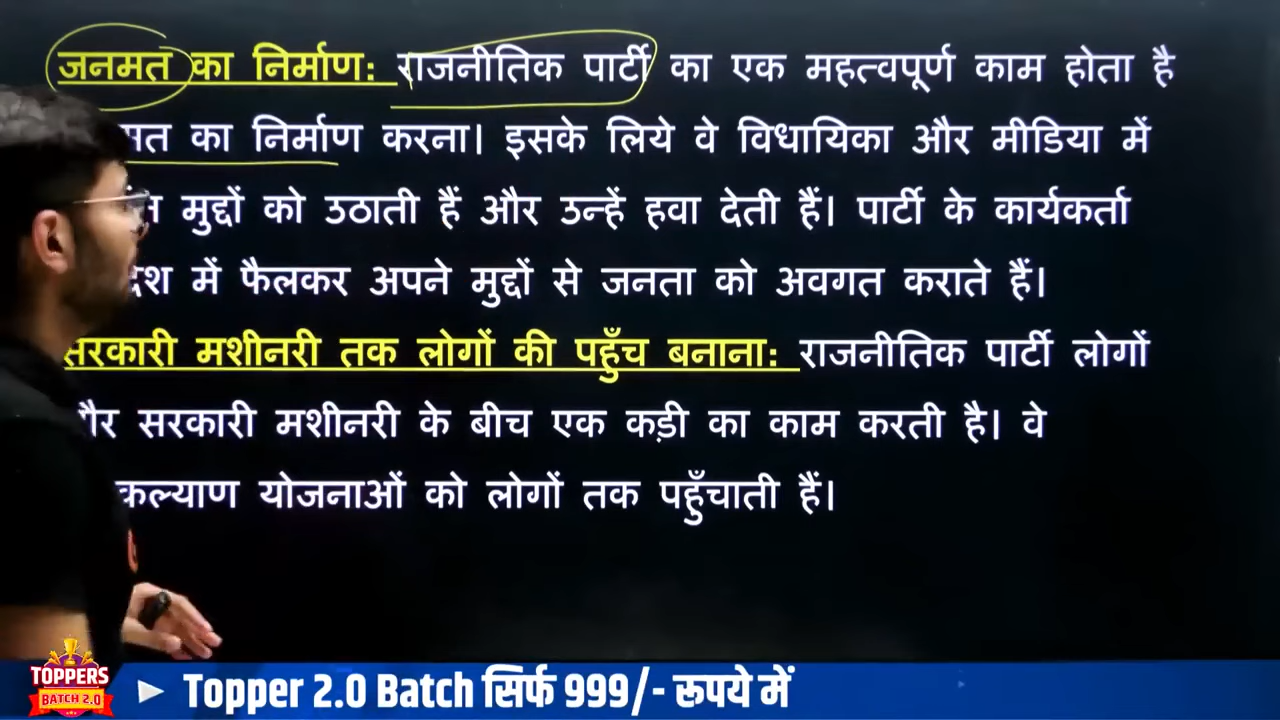 जनमत का निर्माण: राजनीतिक पार्टी का एक महत्वपूर्ण काम होता है
का निर्माण करना। इसके लिये वे विधायिका और मीडिया में
मुद्दों को उठाती हैं और उन्हें हवा देती हैं। पार्टी के कार्यकर्ता
में फैलकर अपने मुद्दों से जनता को अवगत कराते हैं।
सरकारी मशीनरी तक लोगों की पहुँच बनाना: राजनीतिक पार्टी लोगों
सरकारी मशीनरी के बीच एक कड़ी का काम करती है। वे
कल्याण योजनाओं को लोगों तक पहुँचाती हैं।
TOPPERS
BATCH 2.0
Topper 2.0 Batch सिर्फ 999/- रूपये में